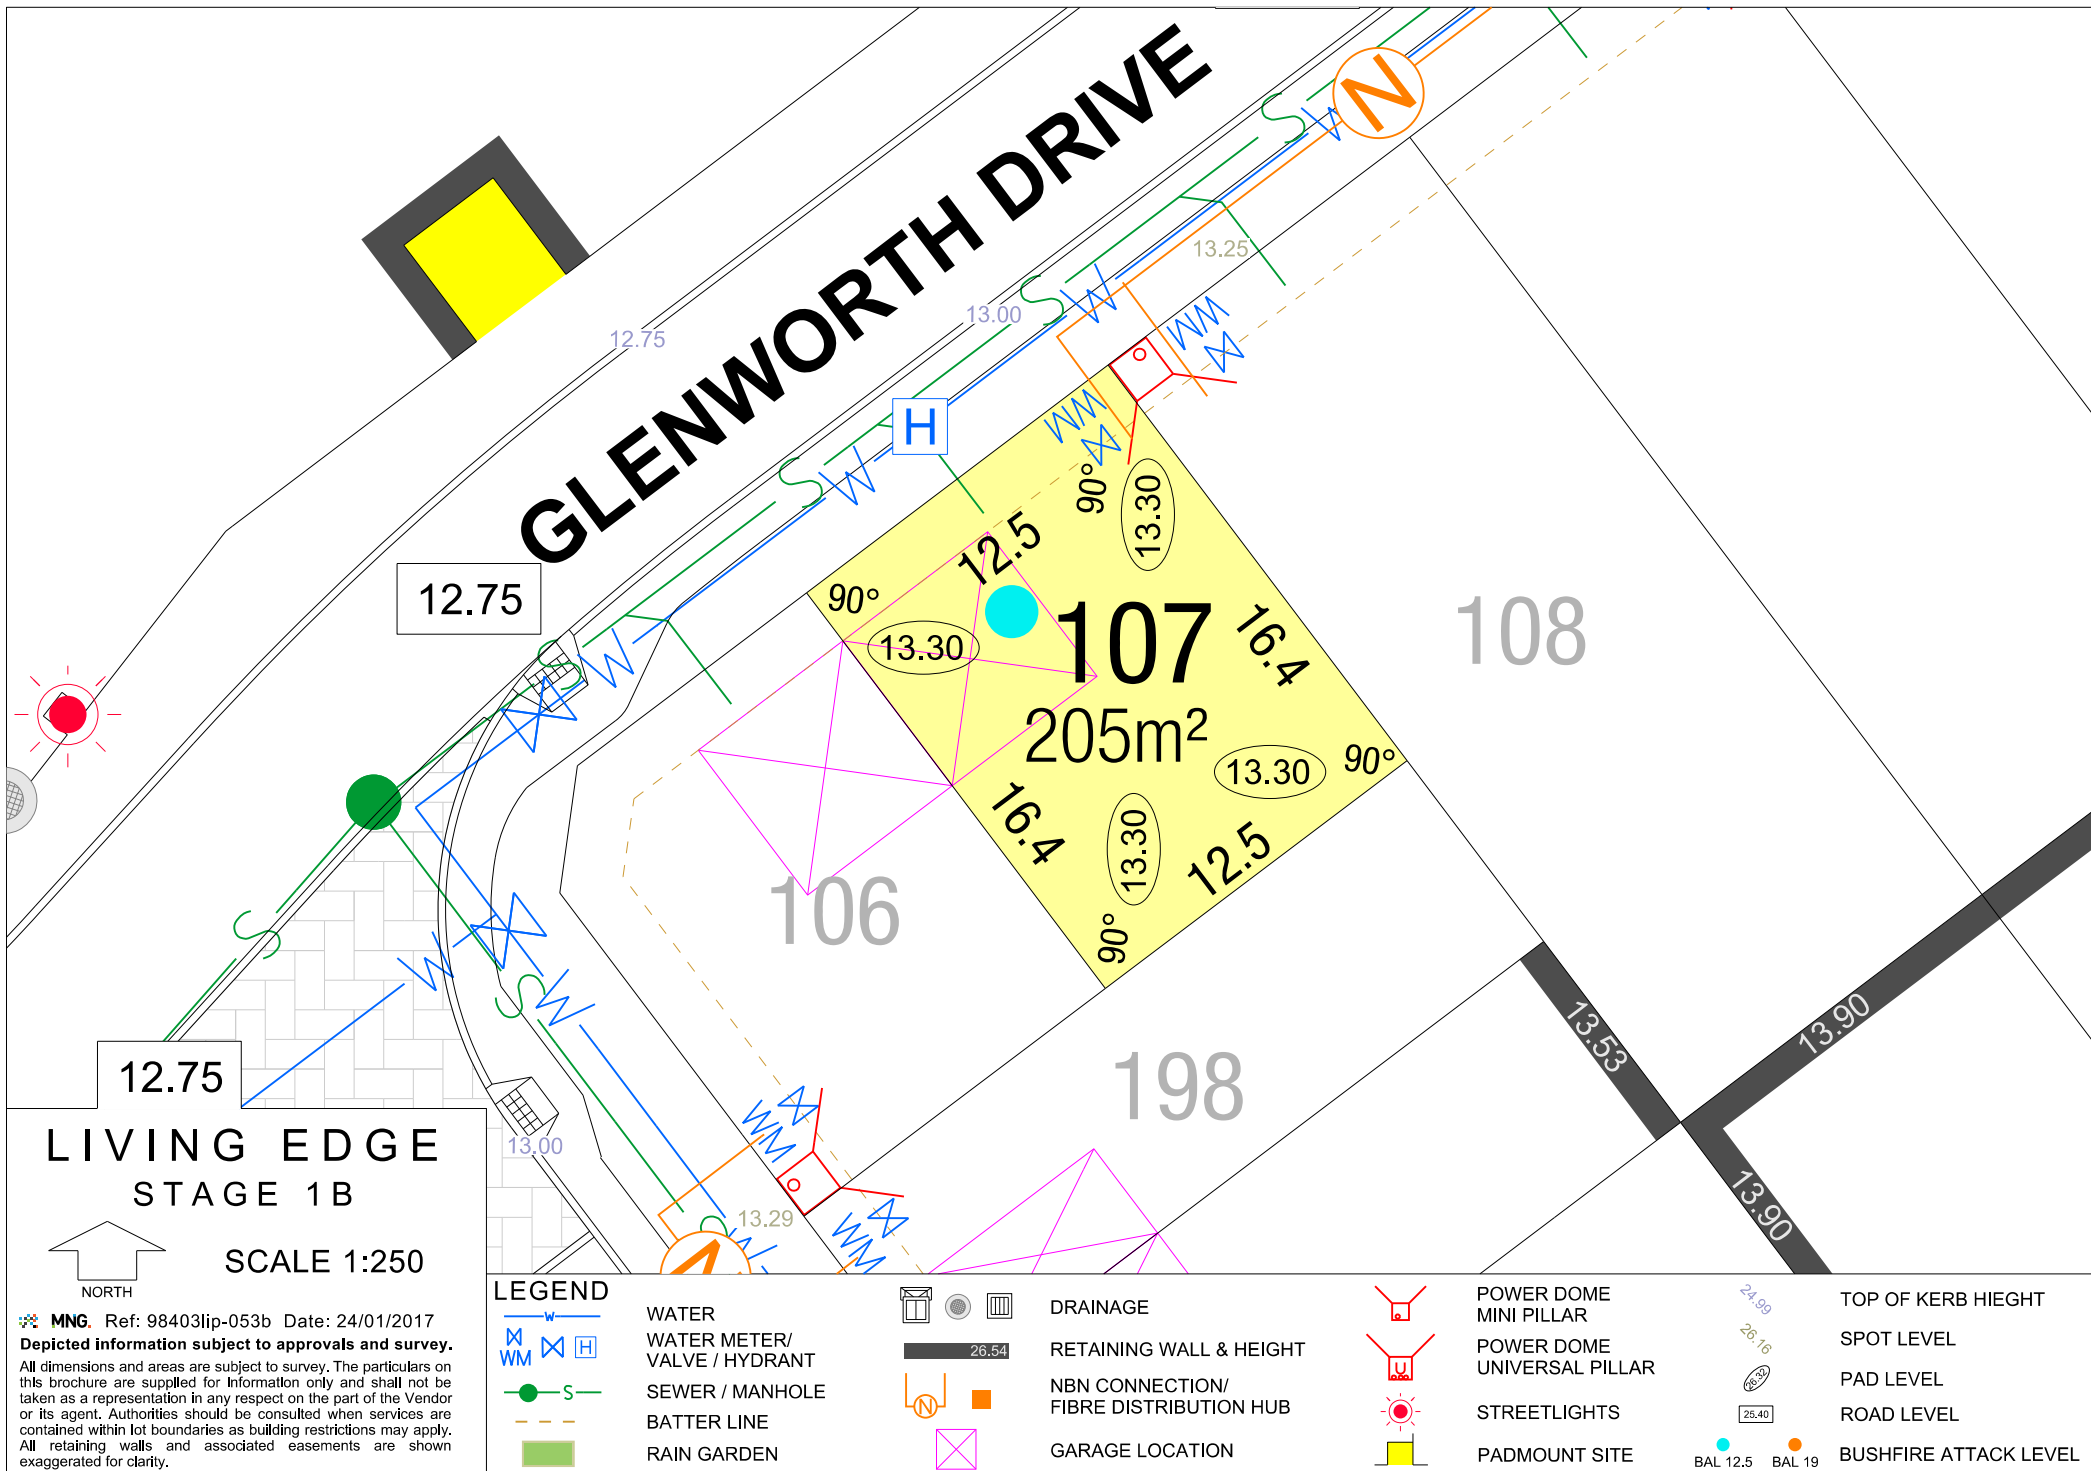 GLENWORTH DRIVE
N
S
W
13.25
12.75
13.00
S
W
WM
H
WM
S
W
90°
13.30
12.5
12.75
90°
13.30
107
16.4
108
S
W
205m²
13.30
90°
16.4
13.30
12.5
106
90°
S
W
S
W
13.53
13.90
198
12.75
13.00
WM
13.90
13.29
WM
LIVING EDGE
STAGE 1B
SCALE 1:250
NORTH
MNG. Ref: 98403lip-053b Date: 24/01/2017
Depicted information subject to approvals and survey.
All dimensions and areas are subject to survey. The particulars on
this brochure are supplied for information only and shall not be
taken as a representation in any respect on the part of the Vendor
or its agent. Authorities should be consulted when services are
contained within lot boundaries as building restrictions may apply.
All retaining walls and associated easements are shown
exaggerated for clarity.
LEGEND
W
WATER
WM
H
WATER METER/
VALVE / HYDRANT
S
SEWER / MANHOLE
BATTER LINE
RAIN GARDEN
DRAINAGE
26.54
RETAINING WALL & HEIGHT
N
NBN CONNECTION/
FIBRE DISTRIBUTION HUB
GARAGE LOCATION
POWER DOME
MINI PILLAR
U
POWER DOME
UNIVERSAL PILLAR
STREETLIGHTS
PADMOUNT SITE
24.99
TOP OF KERB HIEGHT
26.16
SPOT LEVEL
26.32
PAD LEVEL
25.40
ROAD LEVEL
BAL 12.5 BAL 19
BUSHFIRE ATTACK LEVEL